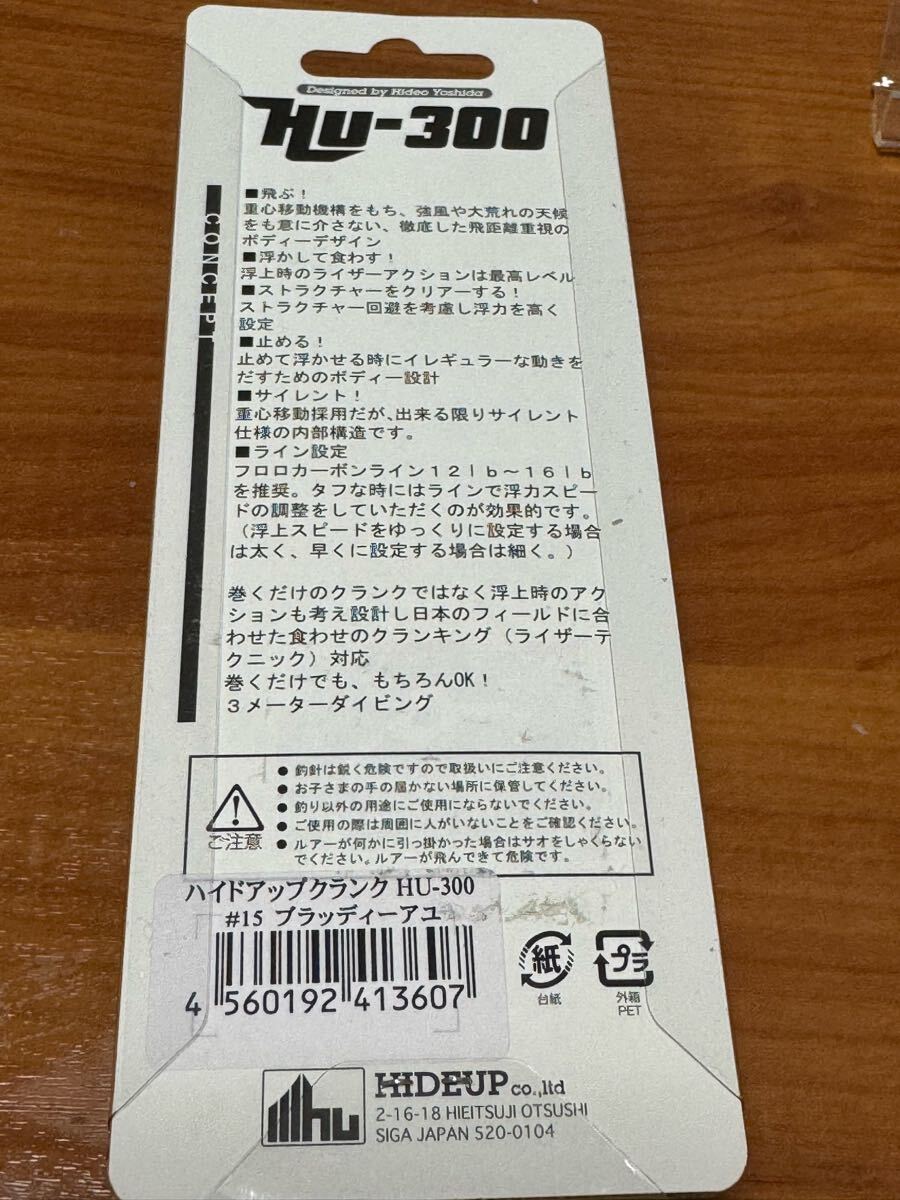 Designed by Hideo Yoshida
Hu-300
CONCEPT
■飛ぶ！
重心移動機構をもち、強風や大荒れの天候
をも意に介さない、徹底した飛距離重視の
ボディーデザイン
■浮かして食わす！
浮上時のライザーアクションは最高レベル
■ストラクチャーをクリアーする！
ストラクチャー回避を考慮し浮力を高く
設定
■止める！
止めて浮かせる時にイレギュラーな動きを
だすためのボディー設計
■サイレント！
重心移動採用だが、出来る限りサイレント
仕様の内部構造です。
■ライン設定
フロロカーボンライン１２ｌｂ～１６ｌｂ
を推奨。タフな時にはラインで浮力スピー
ドの調整をしていただくのが効果的です。
（浮上スピードをゆっくりに設定する場合
は太く、早くに設定する場合は細く。）
巻くだけのクランクではなく浮上時のアク
ションも考え設計し日本のフィールドに合
わせた食わせのクランキング（ライザーテ
クニック）対応
巻くだけでも、もちろんOK！
３メーターダイビング
ご注意
● 釣針は鋭く危険ですので取扱いにご注意ください。
● お子さまの手の届かない場所に保管してください。
● 釣り以外の用途にご使用にならないでください。
● ご使用の際は周囲に人がいないことをご確認ください。
● ルアーが何かに引っ掛かった場合はサオをしゃくらない
でください。ルアーが飛んできて危険です。
ハイドアップクランク HU-300
#15 ブラッディーアユ
4 560192 413607
紙
台紙
プラ
外箱
PET
hu
HIDEUP co.,ltd
2-16-18 HIEITSUJI OTSUSHI
SIGA JAPAN 520-0104